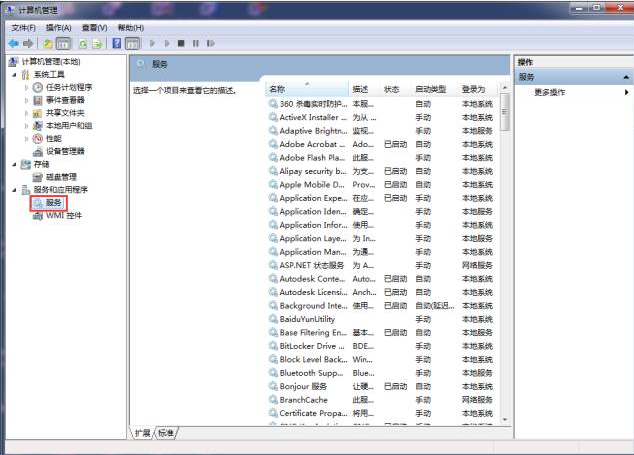 计算机管理
文件(F) 操作(A) 查看(V) 帮助(H)
计算机管理(本地)
系统工具
任务计划程序
事件查看器
共享文件夹
本地用户和组
性能
设备管理器
存储
磁盘管理
服务和应用程序
服务
WMI 控件
服务
选择一个项目来查看它的描述。
名称 描述 状态 启动类型 登录为
360 杀毒实时防护... 本服... 自动 本地系统
ActiveX Installer ... 为从 ... 手动 本地系统
Adaptive Brightn... 监视... 手动 本地服务
Adobe Acrobat ... Ado... 已启动 自动 本地系统
Adobe Flash Pla... 此服... 手动 本地系统
Alipay security b... 为支... 已启动 自动 本地系统
Apple Mobile D... Prov... 已启动 自动 本地系统
Application Expe... 在应... 已启动 手动 本地系统
Application Iden... 确定... 手动 本地服务
Application Infor... 使用... 手动 本地系统
Application Laye... 为 In... 手动 本地服务
Application Man... 为通... 手动 本地系统
ASP.NET 状态服务 为 A... 手动 网络服务
Autodesk Conte... Auto... 已启动 自动 本地系统
Autodesk Licensi... Anch... 已启动 自动 本地系统
Background Inte... 使用... 已启动 自动(延迟... 本地系统
BaiduYunUtility 手动 本地系统
Base Filtering En... 基本... 已启动 自动 本地服务
BitLocker Drive ... BDE... 手动 本地系统
Block Level Back... Win... 手动 本地系统
Bluetooth Supp... Blue... 手动 本地服务
Bonjour 服务 让硬... 已启动 自动 本地系统
BranchCache 此服... 手动 网络服务
Certificate Propa... 将用... 手动 本地系统
扩展 标准
操作
服务
更多操作